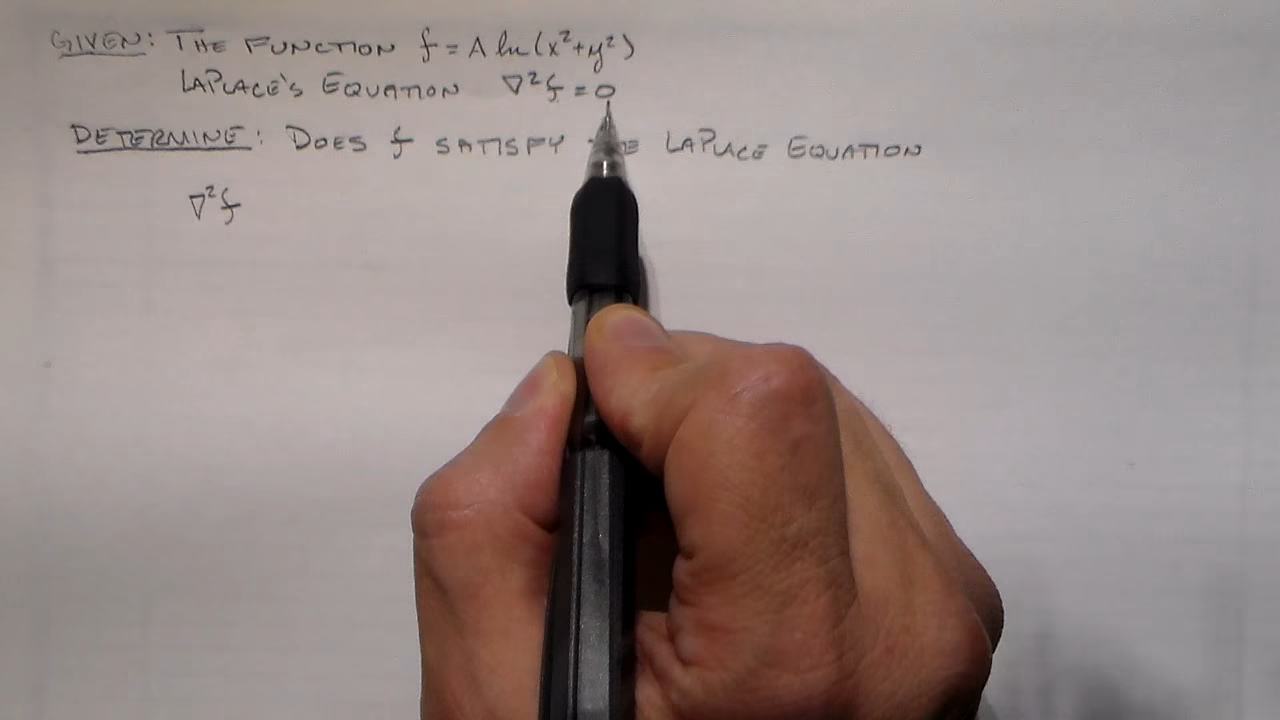 GIVEN: THE FUNCTION f = A ln(x²+y²)
LAPLACE'S EQUATION ∇²f = 0
DETERMINE: DOES f SATISFY LAPLACE EQUATION
∇²f